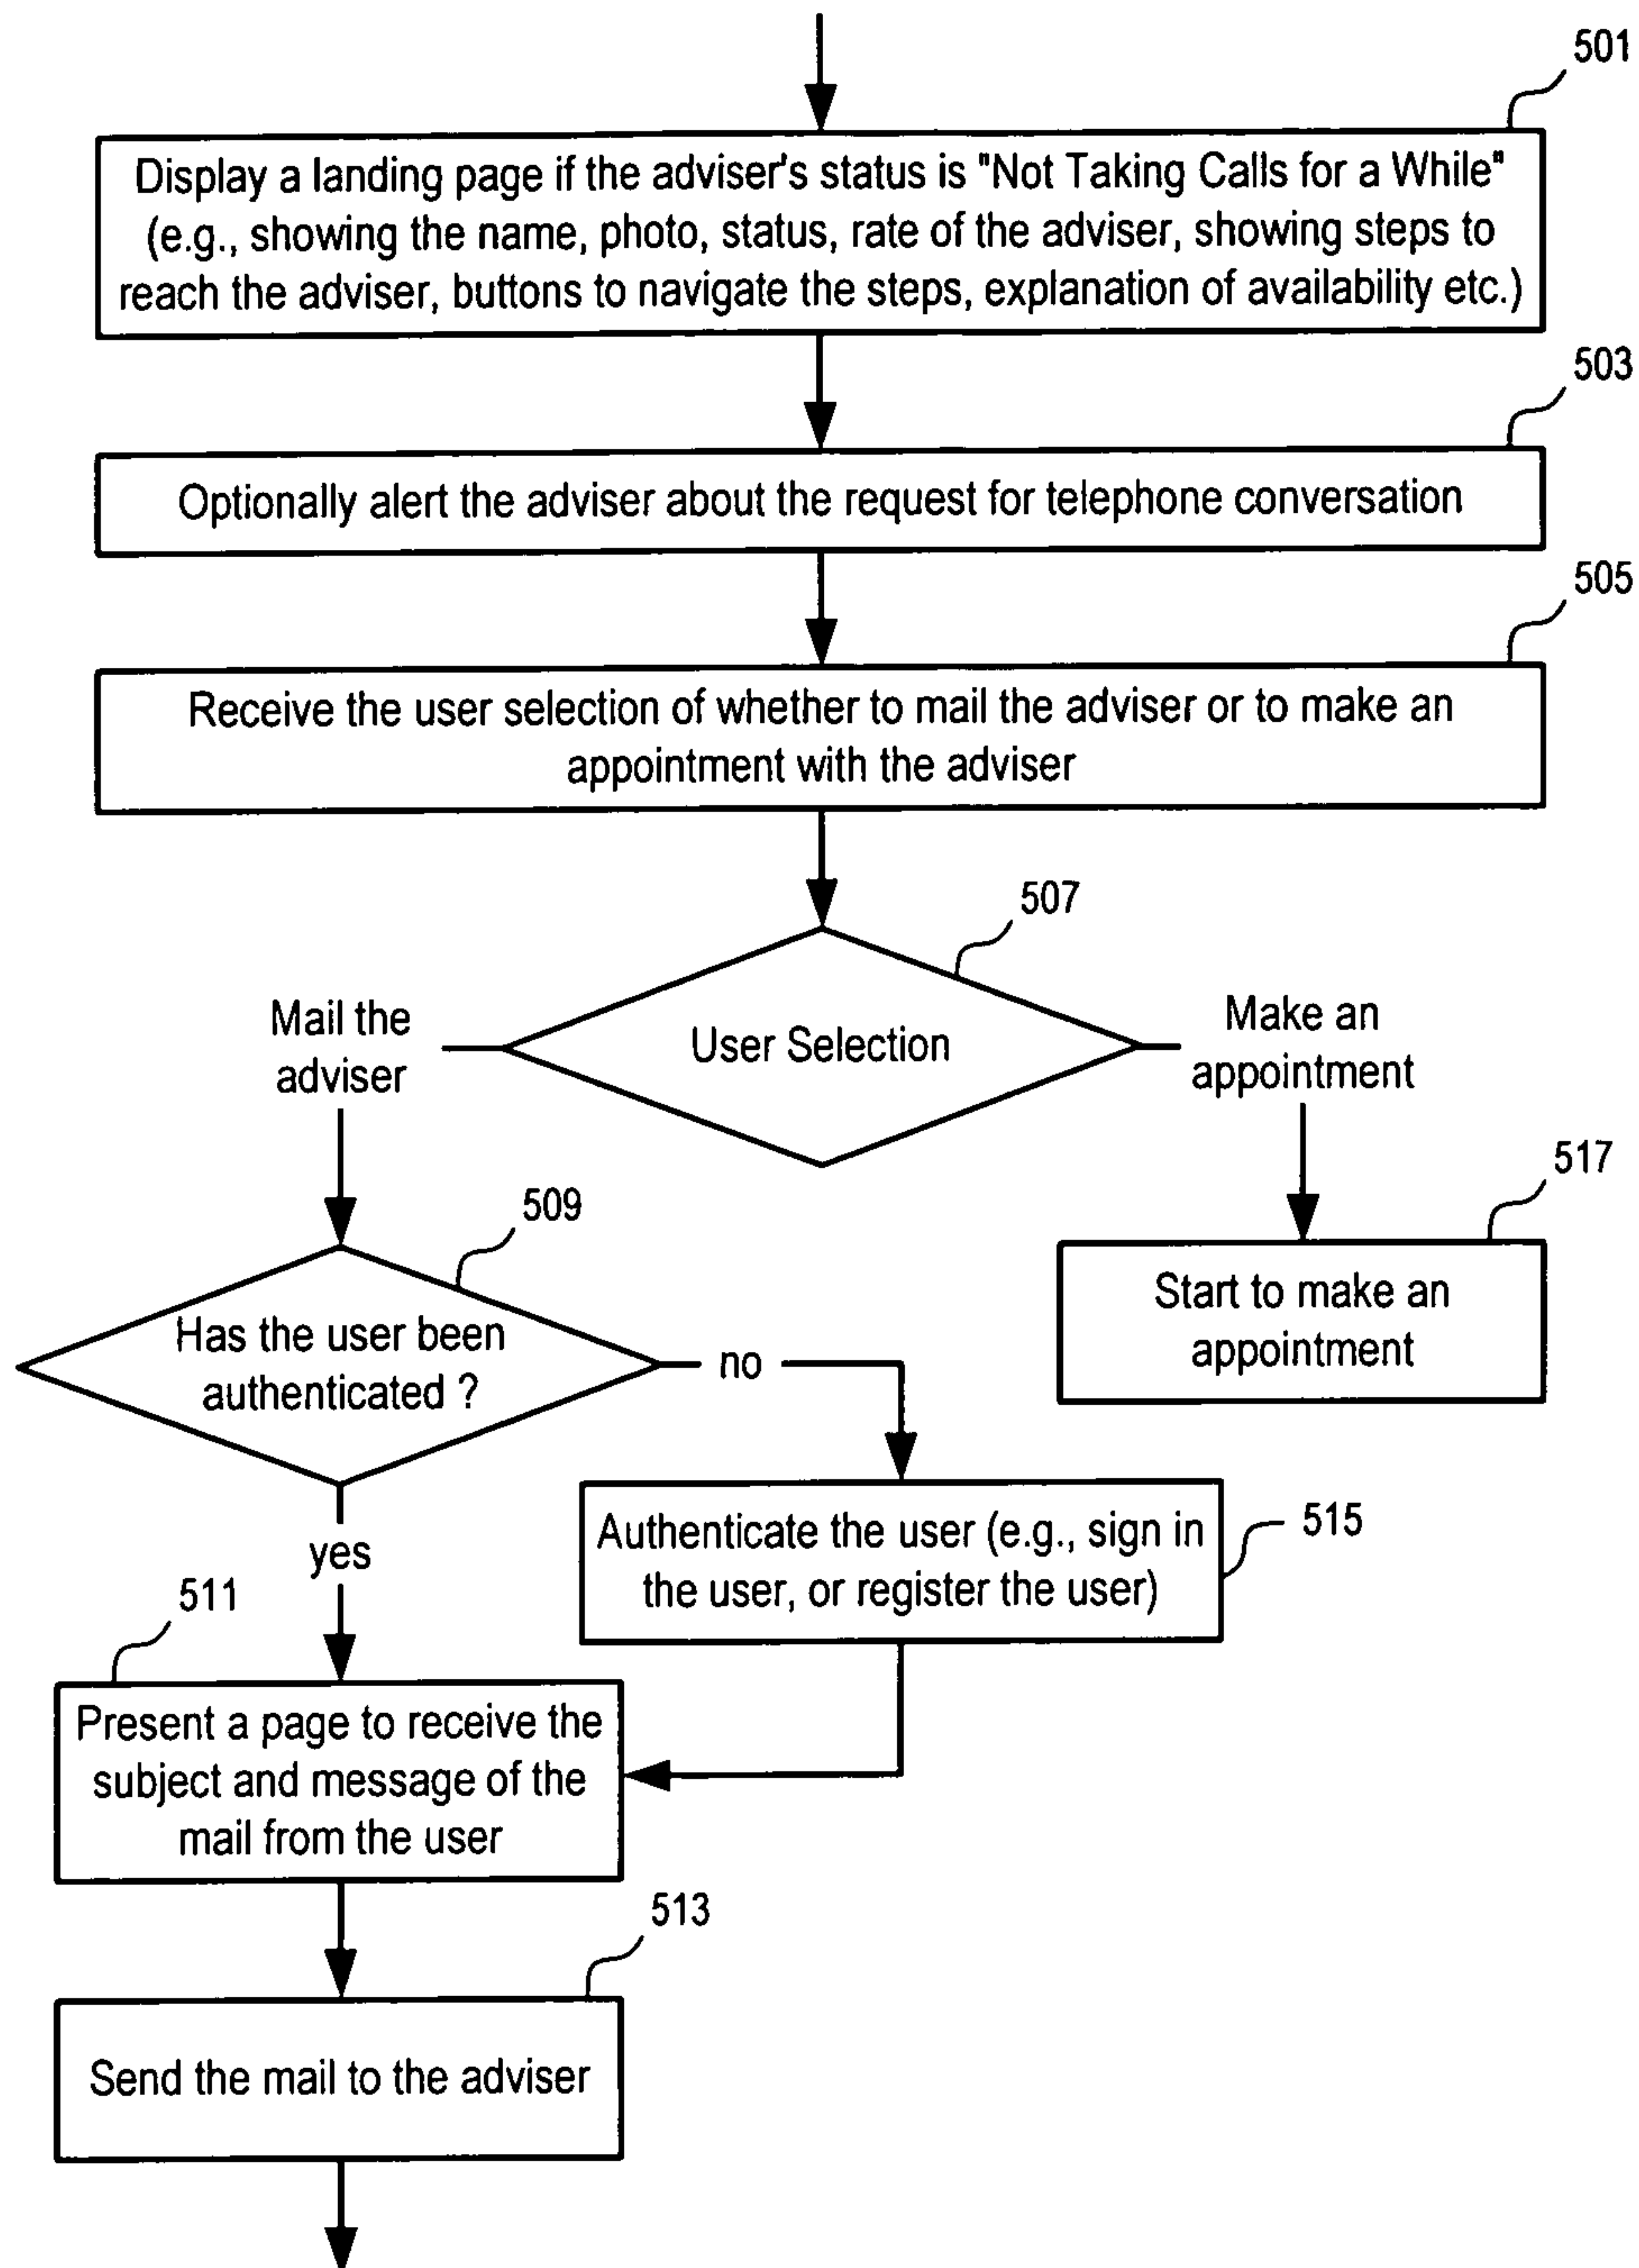 501
Display a landing page if the adviser's status is "Not Taking Calls for a While"
(e.g., showing the name, photo, status, rate of the adviser, showing steps to
reach the adviser, buttons to navigate the steps, explanation of availability etc.)
503
Optionally alert the adviser about the request for telephone conversation
505
Receive the user selection of whether to mail the adviser or to make an
appointment with the adviser
507
User Selection
Mail the
adviser
Make an
appointment
509
Has the user been
authenticated ?
no
yes
517
Start to make an
appointment
515
Authenticate the user (e.g., sign in
the user, or register the user)
511
Present a page to receive the
subject and message of the
mail from the user
513
Send the mail to the adviser